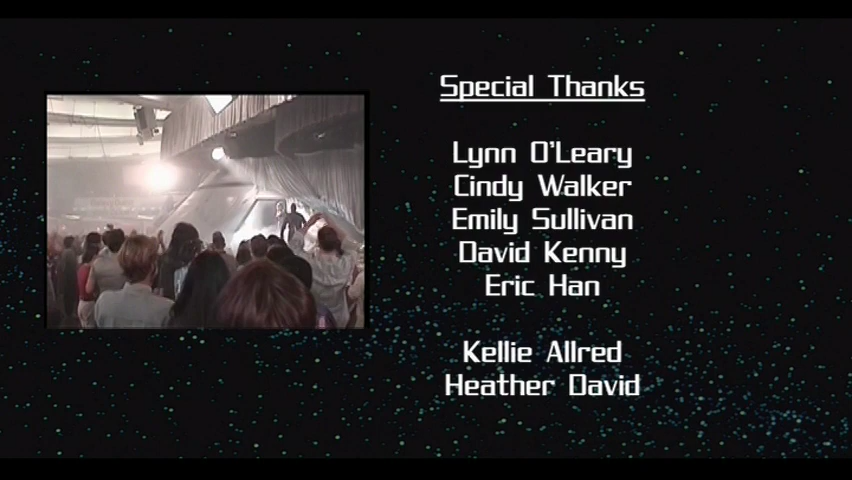 Special Thanks
Lynn O'Leary
Cindy Walker
Emily Sullivan
David Kenny
Eric Han
Kellie Allred
Heather David